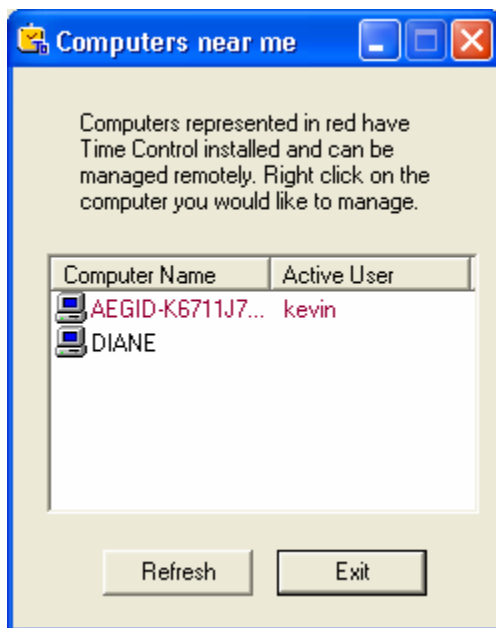 Computers near me
Computers represented in red have
Time Control installed and can be
managed remotely. Right click on the
computer you would like to manage.
Computer Name Active User
AEGID-K6711J7... kevin
DIANE
Refresh Exit